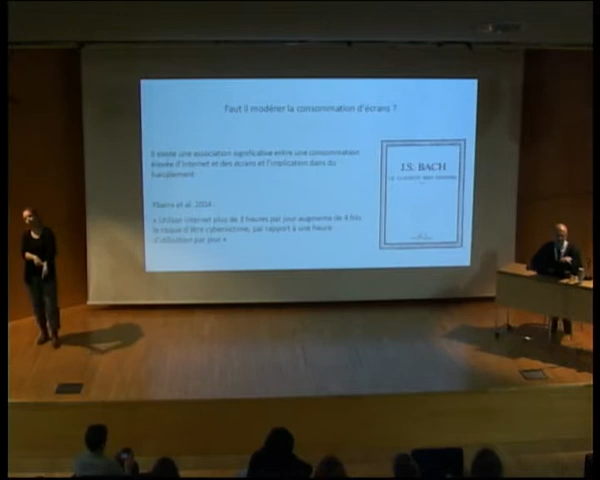 Faut il modérer la consommation d'écrans ?
Il existe une association significative entre une consommation
élevée d'Internet et des écrans et l'implication dans du
harcèlement
Ybarra et al. 2004 :
« Utiliser internet plus de 3 heures par jour augmente de 4 fois
le risque d'être cybervictime, par rapport à une heure
d'utilisation par jour »
J.S. BACH